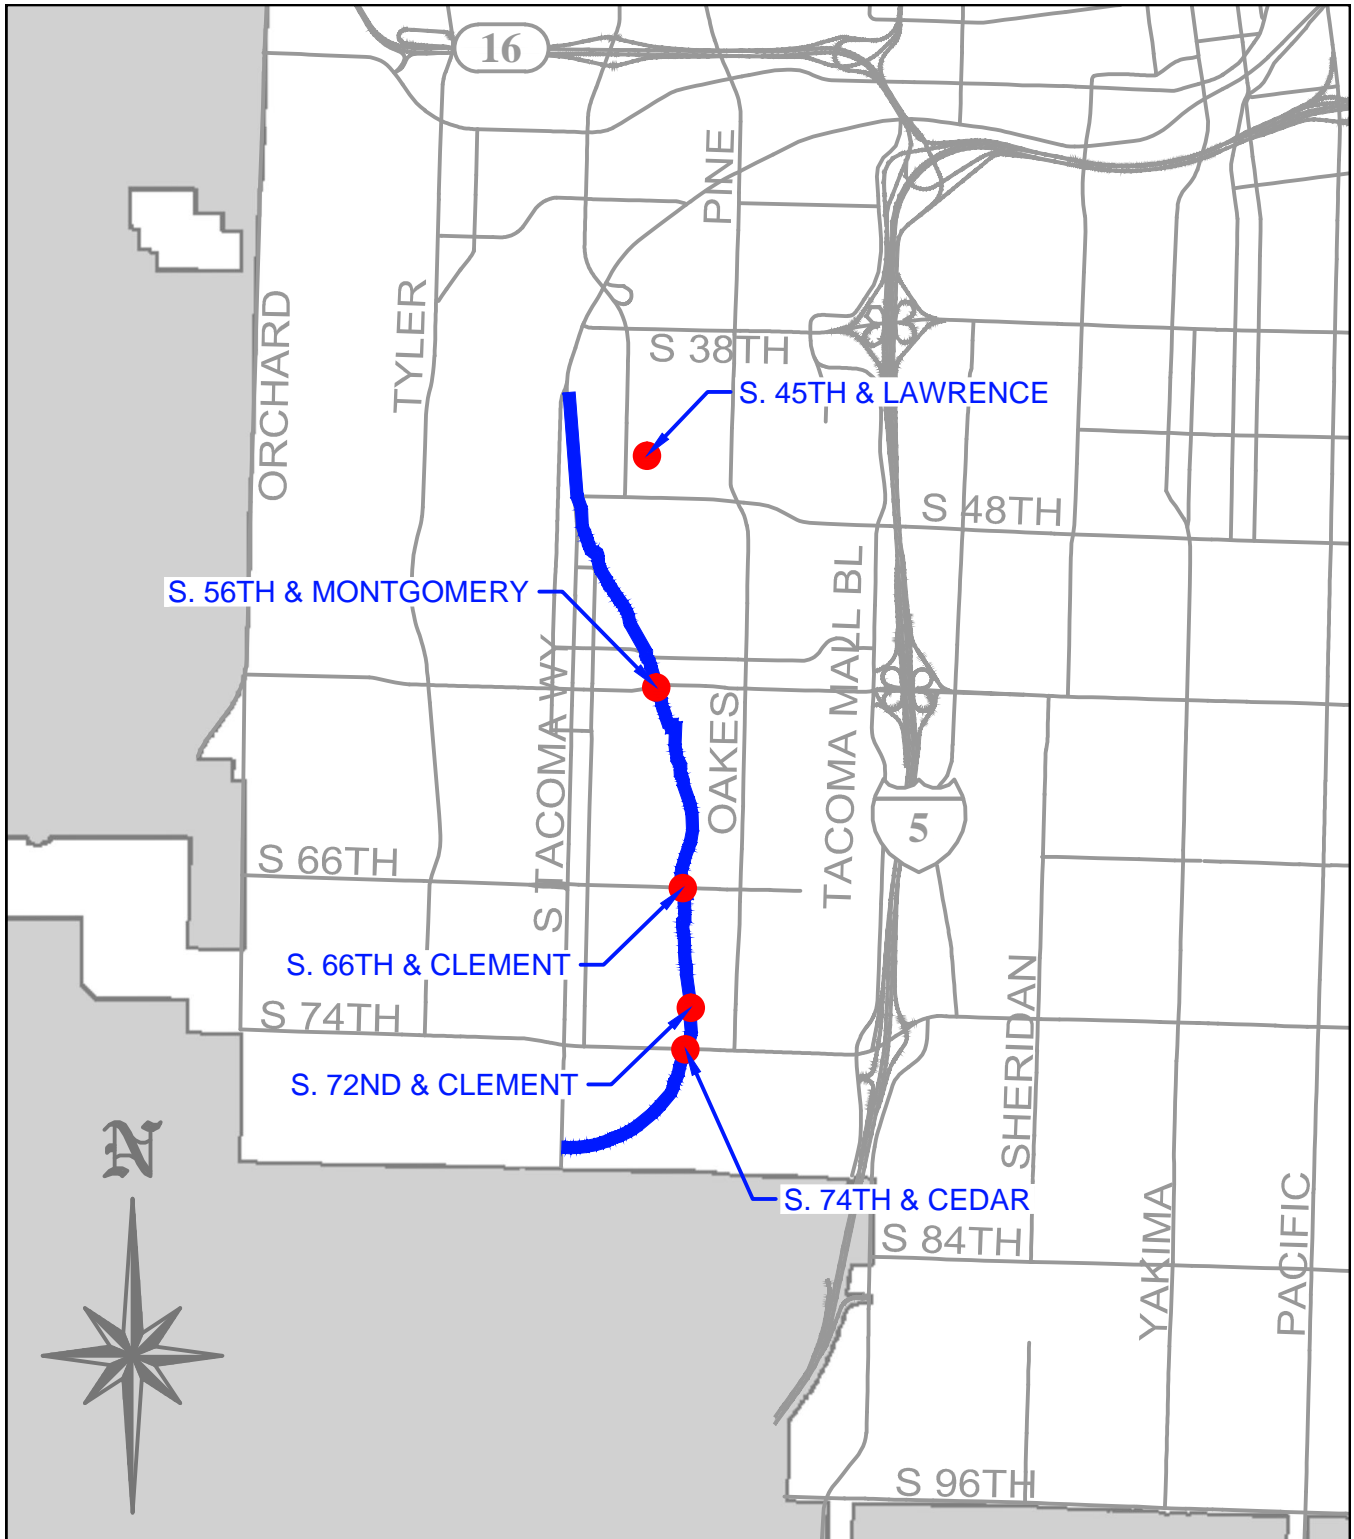 16
PINE
ORCHARD
TYLER
S 38TH
S. 45TH & LAWRENCE
S 48TH
S. 56TH & MONTGOMERY
S TACOMA WY
OAKES
TACOMA MALL BL
5
S 66TH
S. 66TH & CLEMENT
S 74TH
S. 72ND & CLEMENT
SHERIDAN
N
S. 74TH & CEDAR
S 84TH
YAKIMA
PACIFIC
S 96TH